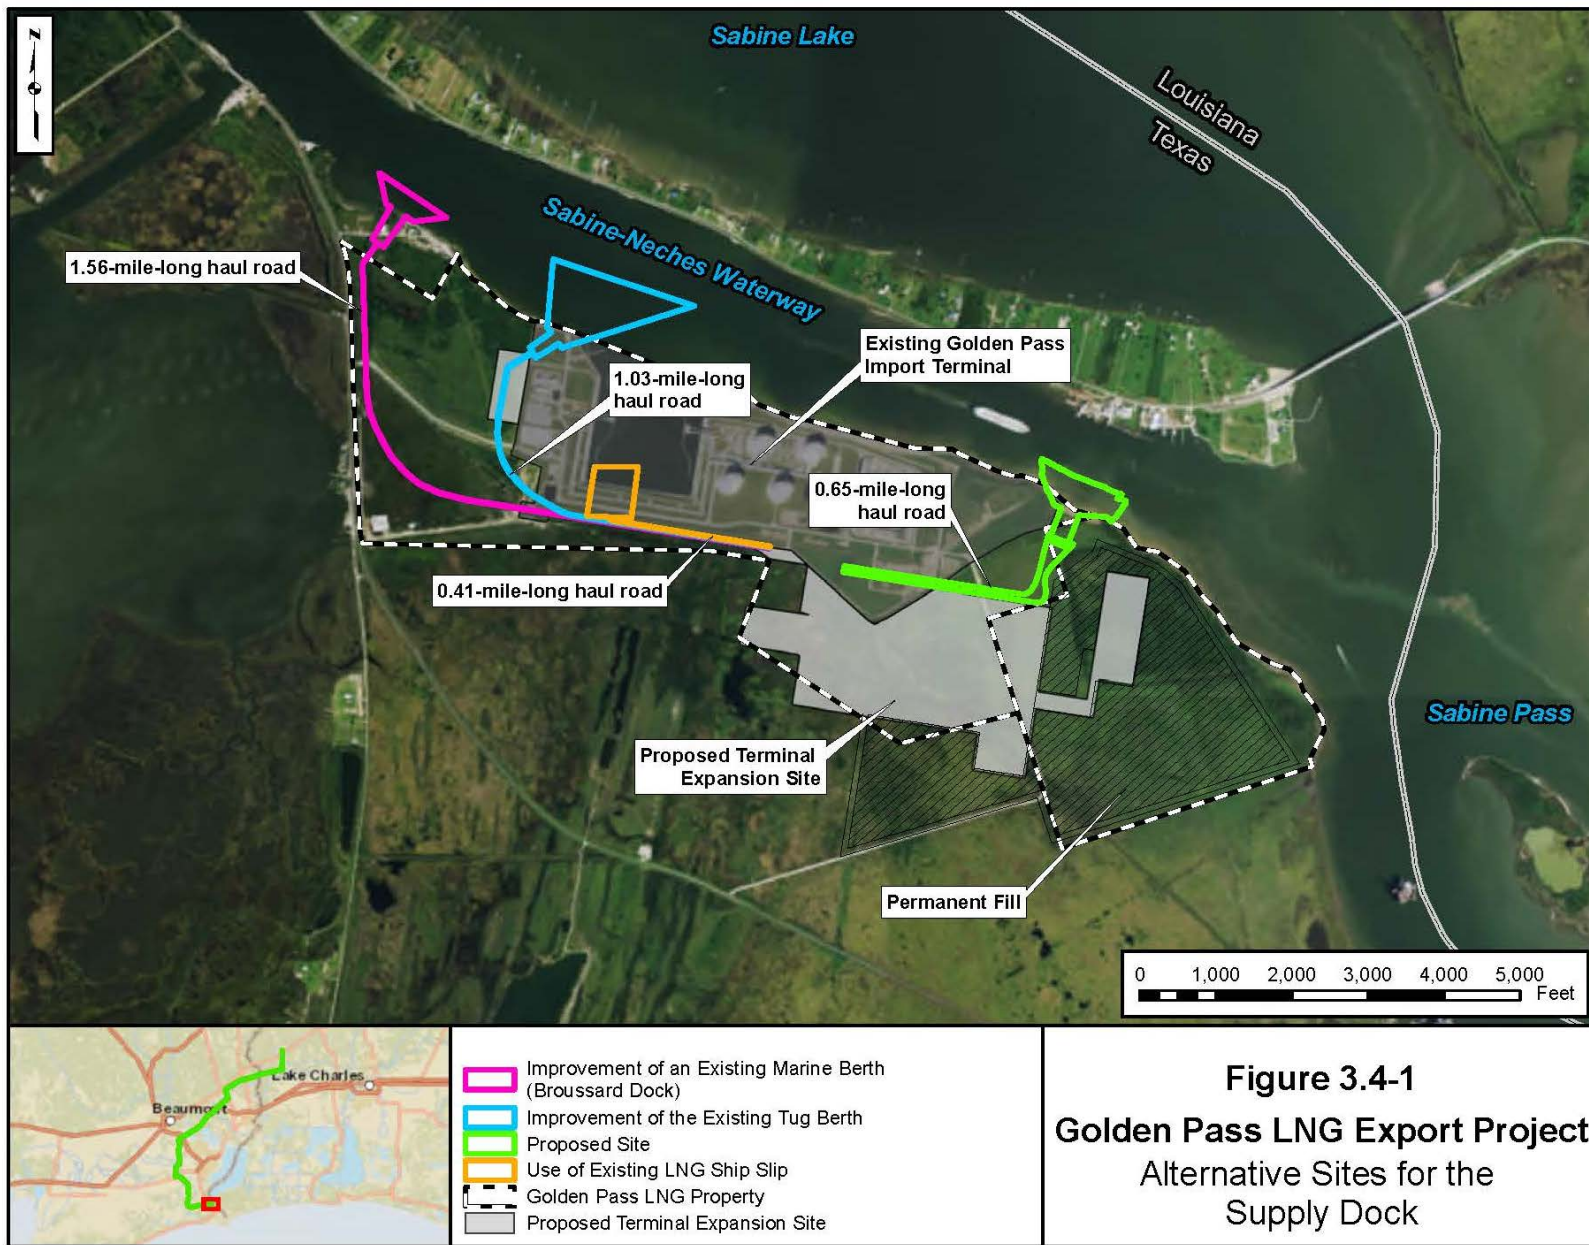 N
Sabine Lake
Louisiana
Texas
Sabine-Neches Waterway
1.56-mile-long haul road
Existing Golden Pass
Import Terminal
1.03-mile-long
haul road
0.65-mile-long
haul road
0.41-mile-long haul road
Sabine Pass
Proposed Terminal
Expansion Site
Permanent Fill
0 1,000 2,000 3,000 4,000 5,000
Feet
Lake Charles
Beaumont
Improvement of an Existing Marine Berth
(Broussard Dock)
Improvement of the Existing Tug Berth
Proposed Site
Use of Existing LNG Ship Slip
Golden Pass LNG Property
Proposed Terminal Expansion Site
Figure 3.4-1
Golden Pass LNG Export Project
Alternative Sites for the
Supply Dock